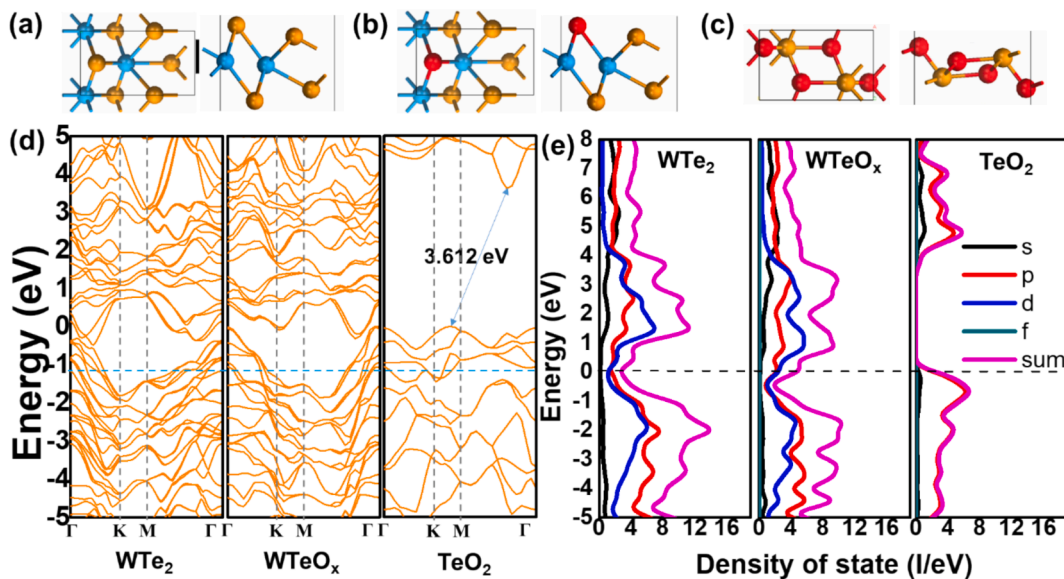 (a)
(b)
(c)
(d)
5
4
3
2
1
0
-1
-2
-3
-4
-5
Energy (eV)
3.612 eV
Γ K M Γ
Γ K M Γ
Γ K M Γ
WTe₂
WTeOₓ
TeO₂
(e)
8
7
6
5
4
3
2
1
0
-1
-2
-3
-4
-5
Energy (eV)
WTe₂
WTeOₓ
TeO₂
s
p
d
f
sum
0 4 8 12 16
0 4 8 12 16
0 4 8 12 16
Density of state (l/eV)